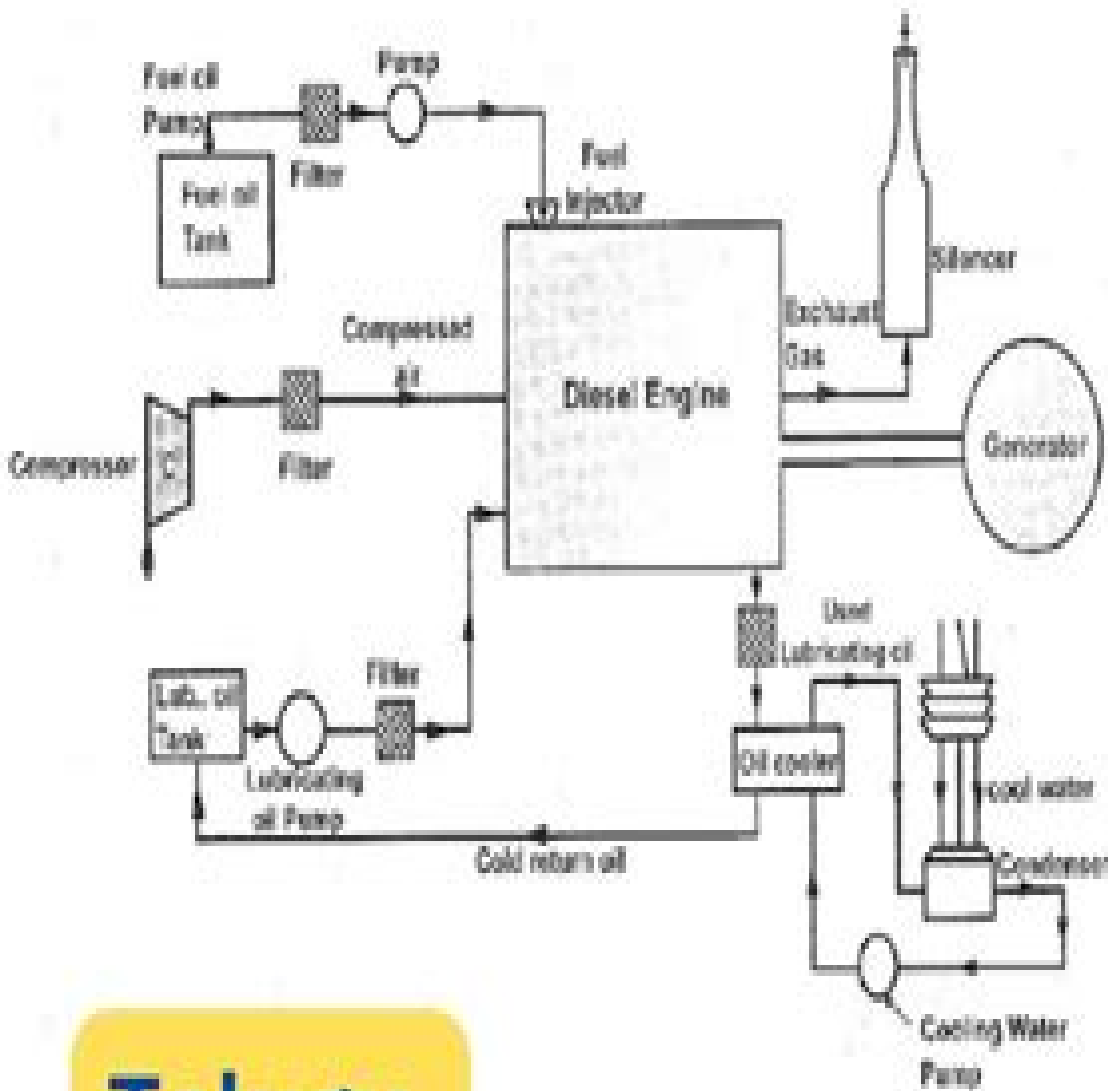 Fuel oil
Pump
Pump
Filter
Fuel oil
Tank
Fuel
Injector
Silencer
Exhaust
Gas
Compressed
air
Diesel Engine
Generator
Compressor
Filter
Used
Lubricating oil
Filter
Lab. oil
Tank
Lubricating
oil Pump
Oil cooler
cool water
Cold return oil
Condenser
Cooling Water
Pump